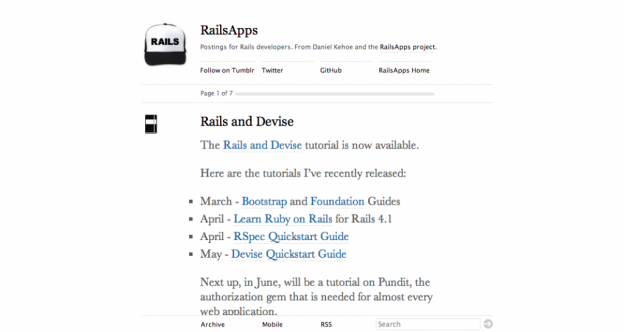 RAILS
RailsApps
Postings for Rails developers. From Daniel Kehoe and the RailsApps project.
Follow on Tumblr Twitter GitHub RailsApps Home
Page 1 of 7
Rails and Devise
The Rails and Devise tutorial is now available.
Here are the tutorials I've recently released:
March - Bootstrap and Foundation Guides
April - Learn Ruby on Rails for Rails 4.1
April - RSpec Quickstart Guide
May - Devise Quickstart Guide
Next up, in June, will be a tutorial on Pundit, the
authorization gem that is needed for almost every
web application.
Archive Mobile RSS Search